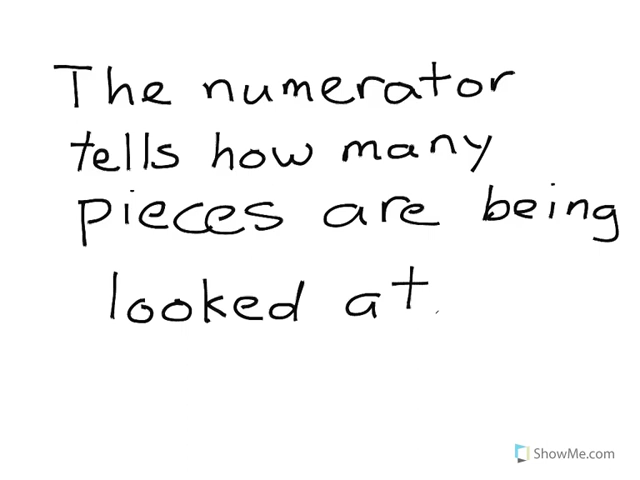 The numerator
tells how many
pieces are being
looked at.
ShowMe.com